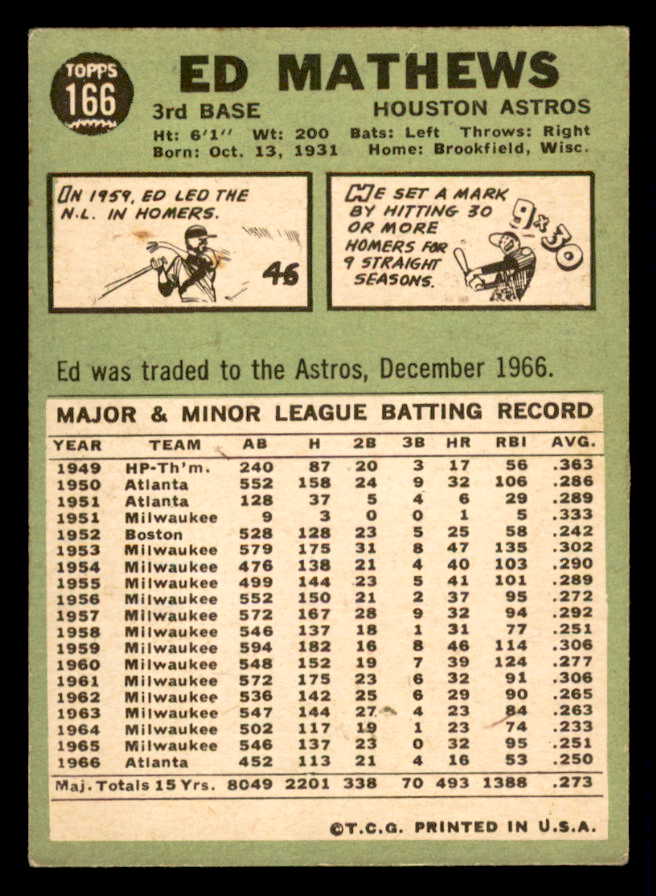 TOPPS
166
ED MATHEWS
3rd BASE HOUSTON ASTROS
Ht: 6'1" Wt: 200 Bats: Left Throws: Right
Born: Oct. 13, 1931 Home: Brookfield, Wisc.
IN 1959, ED LED THE
N.L. IN HOMERS.
46
HE SET A MARK
BY HITTING 30
OR MORE
HOMERS FOR
9 STRAIGHT
SEASONS.
9x30
Ed was traded to the Astros, December 1966.
MAJOR & MINOR LEAGUE BATTING RECORD
YEAR TEAM AB H 2B 3B HR RBI AVG.
1949 HP-Th'm. 240 87 20 3 17 56 .363
1950 Atlanta 552 158 24 9 32 106 .286
1951 Atlanta 128 37 5 4 6 29 .289
1951 Milwaukee 9 3 0 0 1 5 .333
1952 Boston 528 128 23 5 25 58 .242
1953 Milwaukee 579 175 31 8 47 135 .302
1954 Milwaukee 476 138 21 4 40 103 .290
1955 Milwaukee 499 144 23 5 41 101 .289
1956 Milwaukee 552 150 21 2 37 95 .272
1957 Milwaukee 572 167 28 9 32 94 .292
1958 Milwaukee 546 137 18 1 31 77 .251
1959 Milwaukee 594 182 16 8 46 114 .306
1960 Milwaukee 548 152 19 7 39 124 .277
1961 Milwaukee 572 175 23 6 32 91 .306
1962 Milwaukee 536 142 25 6 29 90 .265
1963 Milwaukee 547 144 27 4 23 84 .263
1964 Milwaukee 502 117 19 1 23 74 .233
1965 Milwaukee 546 137 23 0 32 95 .251
1966 Atlanta 452 113 21 4 16 53 .250
Maj. Totals 15 Yrs. 8049 2201 338 70 493 1388 .273
©T.C.G. PRINTED IN U.S.A.